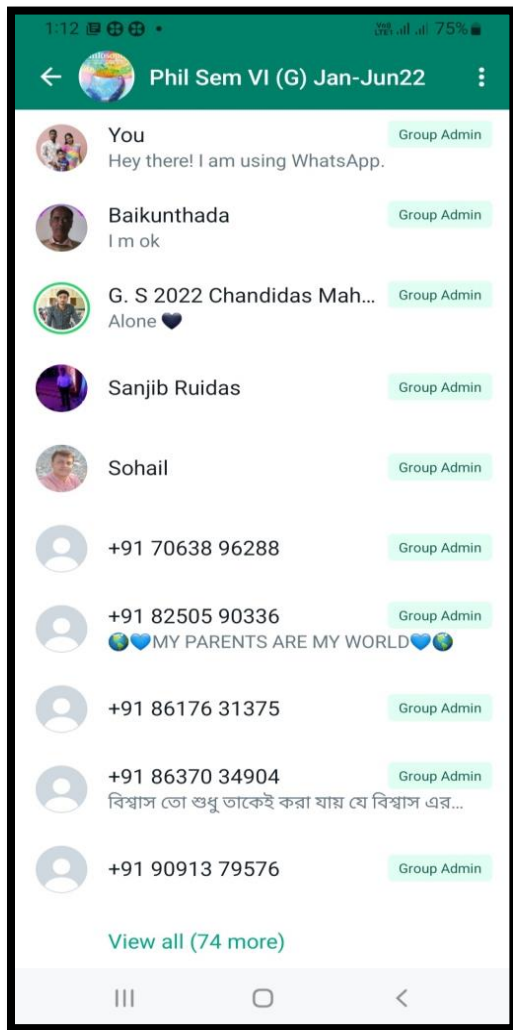 1:12
75%
Phil Sem VI (G) Jan-Jun22
You Group Admin
Hey there! I am using WhatsApp.
Baikunthada Group Admin
I m ok
G. S 2022 Chandidas Mah... Group Admin
Alone 🖤
Sanjib Ruidas Group Admin
Sohail Group Admin
+91 70638 96288 Group Admin
+91 82505 90336 Group Admin
🌎💙MY PARENTS ARE MY WORLD💙🌎
+91 86176 31375 Group Admin
+91 86370 34904 Group Admin
বিশ্বাস তো শুধু তাকেই করা যায় যে বিশ্বাস এর...
+91 90913 79576 Group Admin
View all (74 more)